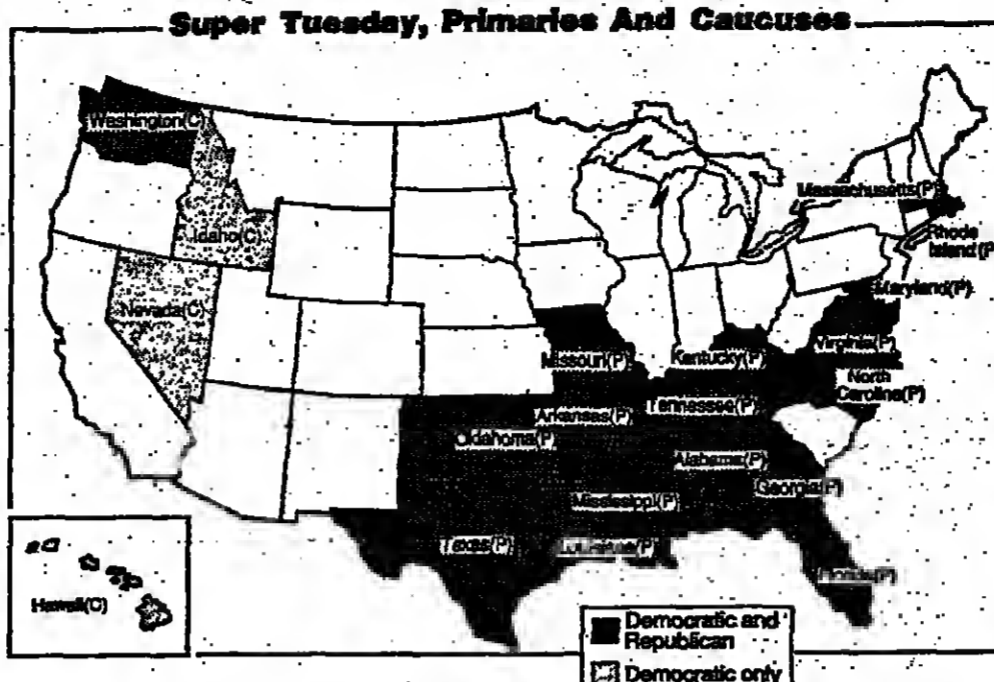 Super Tuesday, Primaries And Caucuses
Washington(C)
Idaho(C)
Nevada(C)
Massachusetts(P)
Rhode
Island(P
Maryland(P)
Missouri(P)
Kentucky(P)
Virginia(P)
North
Carolina(P)
Tennessee(P)
Arkansas(P)
Oklahoma(P)
Alabama(P)
Georgia(P)
Mississippi(P)
Texas(P)
Louisiana(P)
Florida(P)
Hawaii(C)
Democratic and
Republican
Democratic only